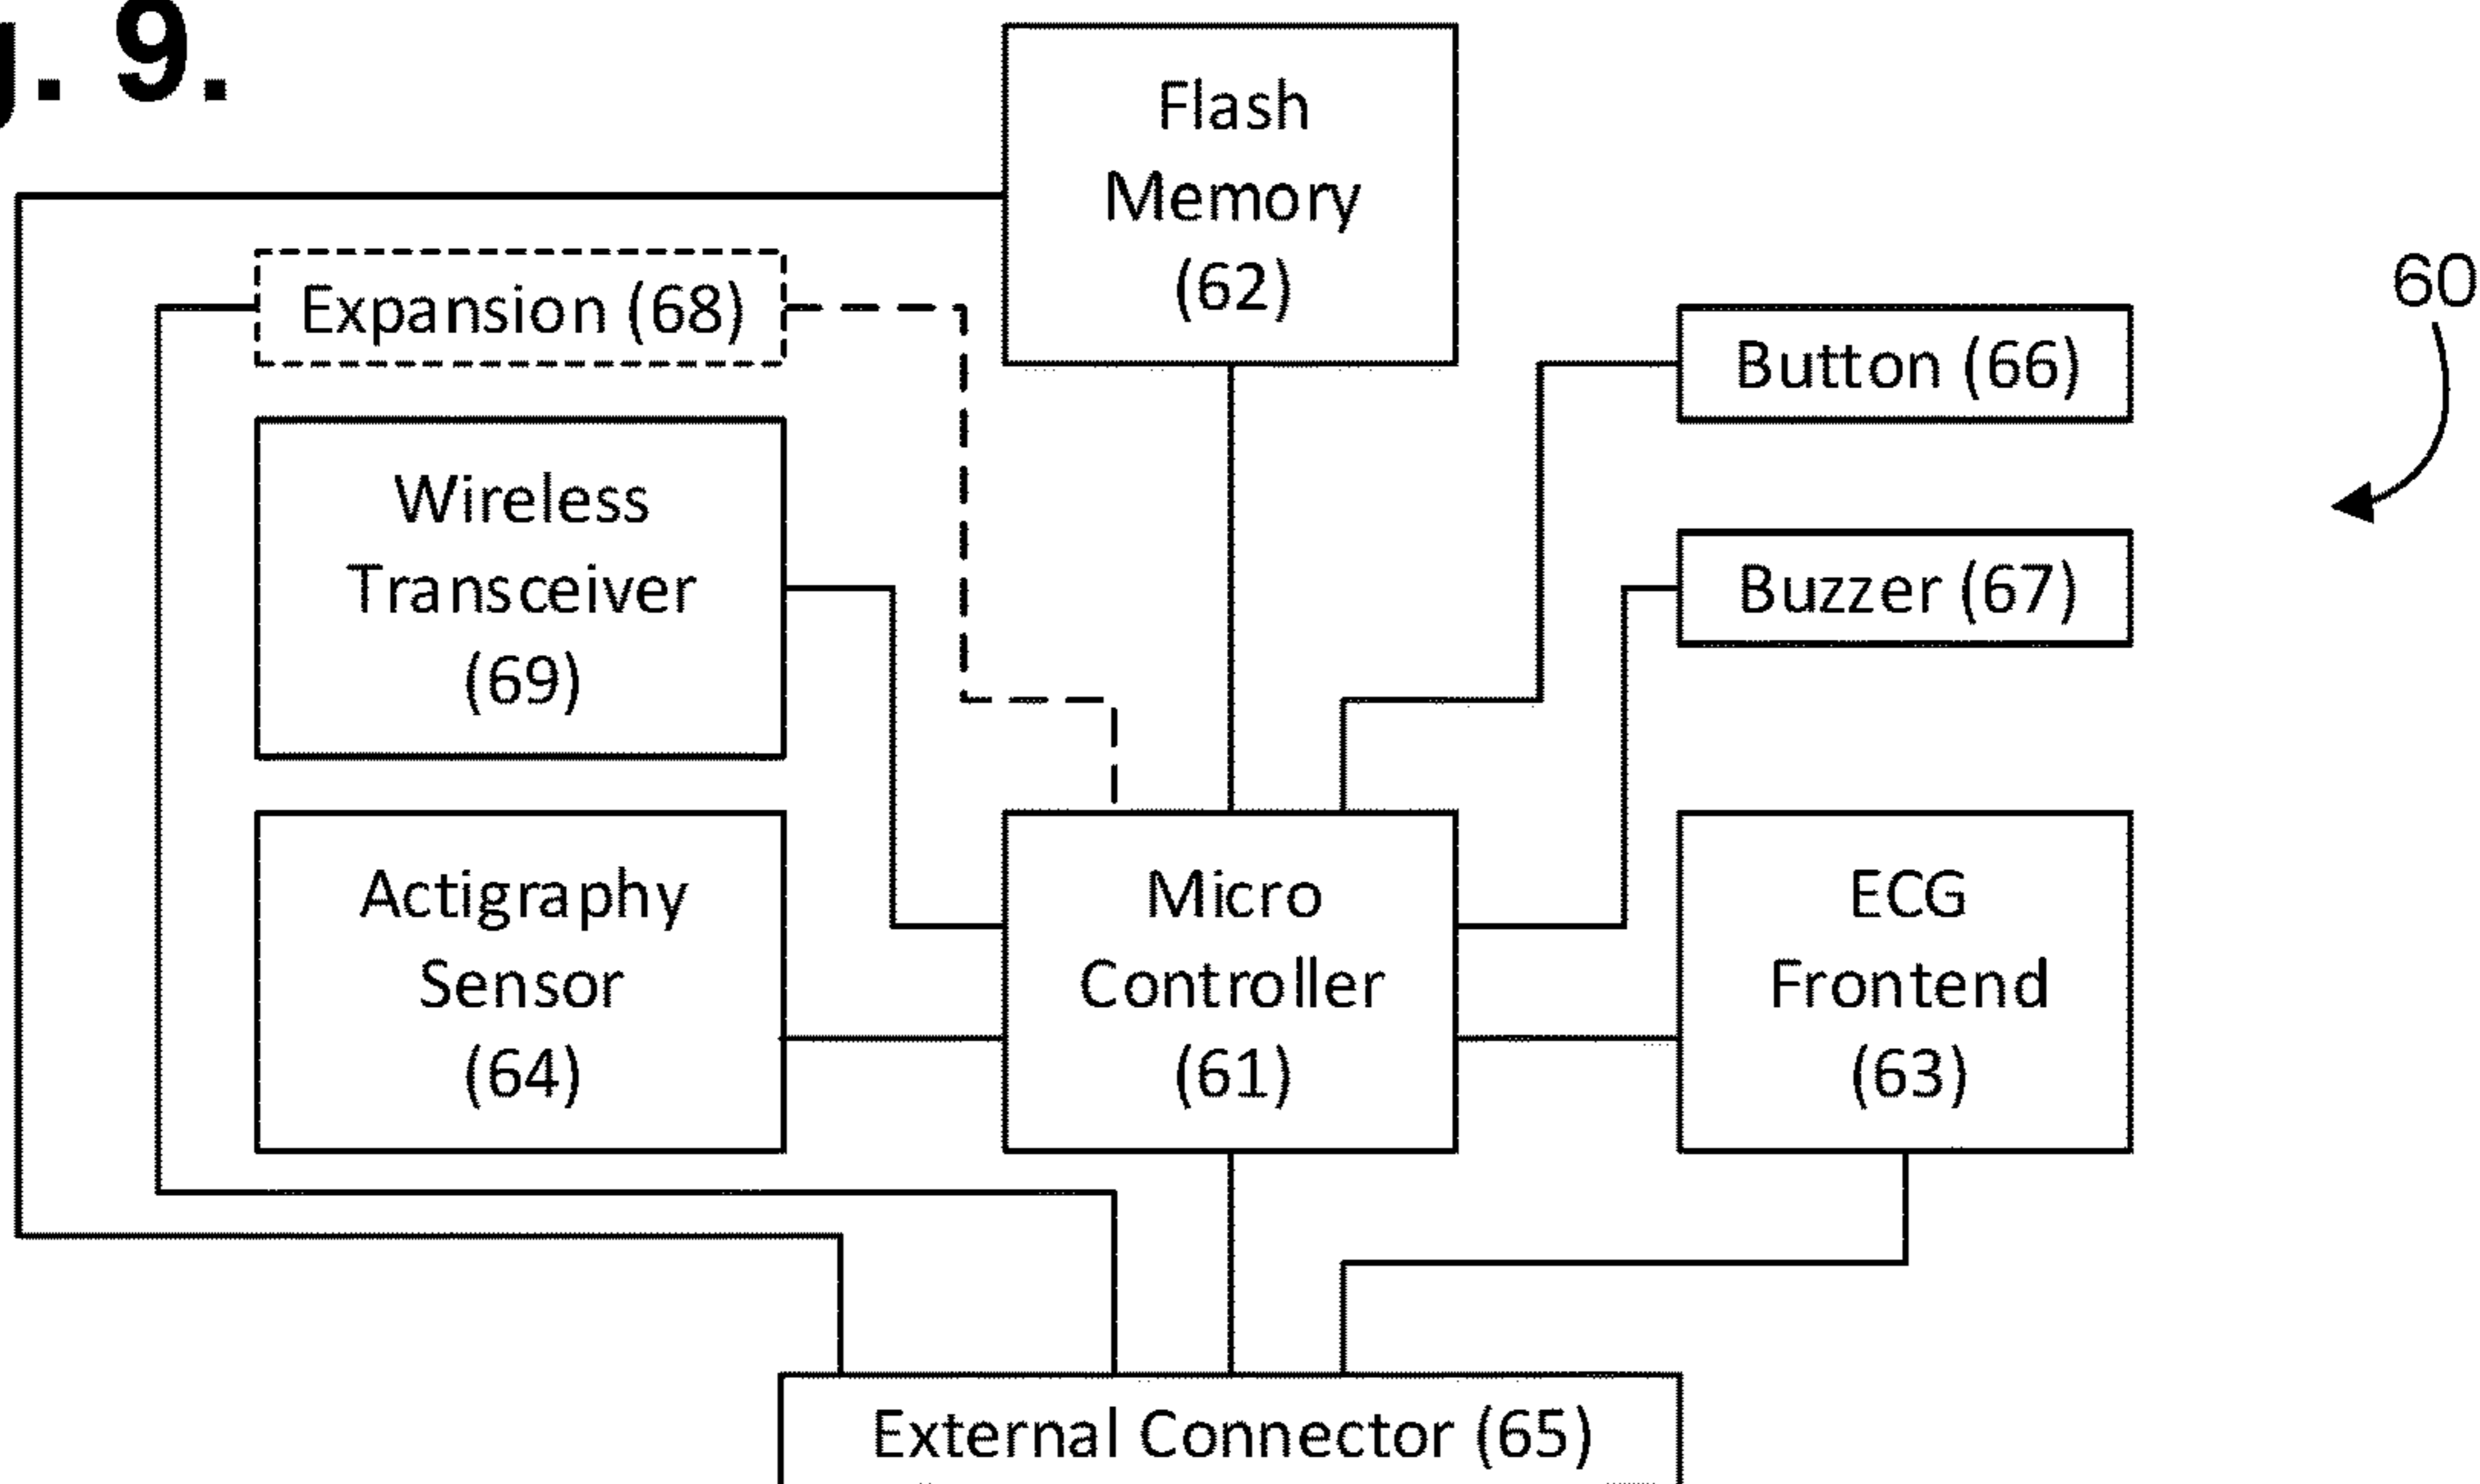 g. 9.
Flash
Memory
(62)
Expansion (68)
60
Button (66)
Wireless
Transceiver
(69)
Buzzer (67)
Actigraphy
Sensor
(64)
Micro
Controller
(61)
ECG
Frontend
(63)
External Connector (65)